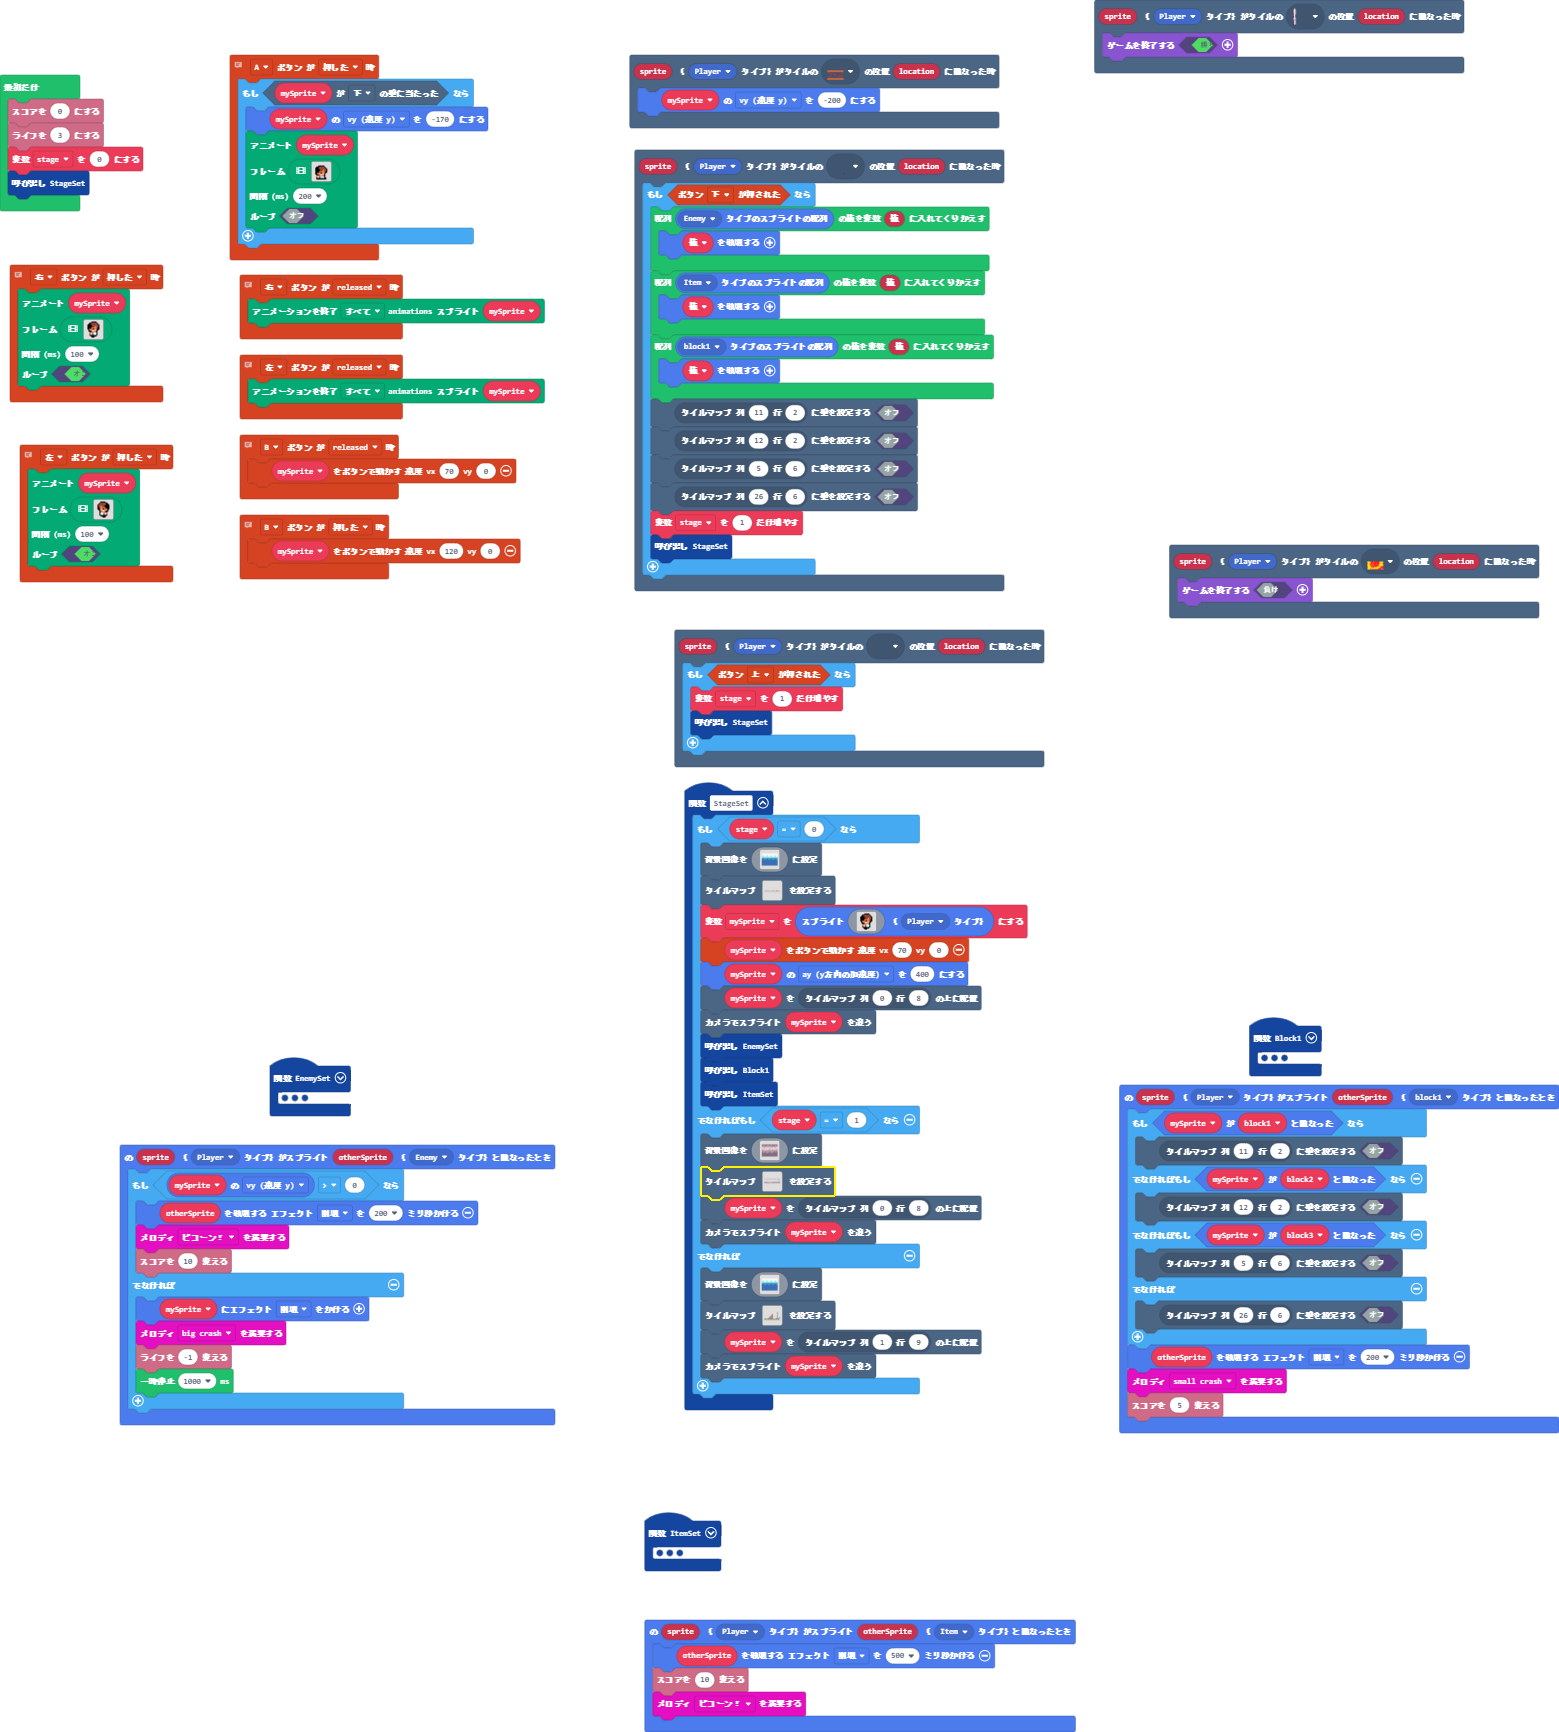 最初だけ
スコアを 0 にする
ライフを 3 にする
変数 stage を 0 にする
呼び出し StageSet
右 ボタン が 押した 時
アニメート mySprite
フレーム
間隔 (ms) 100
ループ オン
左 ボタン が 押した 時
アニメート mySprite
フレーム
間隔 (ms) 100
ループ オン
A ボタン が 押した 時
もし mySprite が 下 の壁に当たった なら
mySprite の vy (速度 y) を -170 にする
アニメート mySprite
フレーム
間隔 (ms) 200
ループ オフ
右 ボタン が released 時
アニメーションを終了 すべて animations スプライト mySprite
左 ボタン が released 時
アニメーションを終了 すべて animations スプライト mySprite
B ボタン が released 時
mySprite をボタンで動かす 速度 vx 70 vy 0
B ボタン が 押した 時
mySprite をボタンで動かす 速度 vx 120 vy 0
sprite { Player タイプ} がタイルの の位置 location に重なった時
mySprite の vy (速度 y) を -200 にする
sprite { Player タイプ} がタイルの の位置 location に重なった時
もし ボタン 下 が押された なら
配列 Enemy タイプのスプライトの配列 の値を変数 値 に入れてくりかえす
値 を破壊する
配列 Item タイプのスプライトの配列 の値を変数 値 に入れてくりかえす
値 を破壊する
配列 block1 タイプのスプライトの配列 の値を変数 値 に入れてくりかえす
値 を破壊する
タイルマップ 列 11 行 2 に壁を設定する オフ
タイルマップ 列 12 行 2 に壁を設定する オフ
タイルマップ 列 5 行 6 に壁を設定する オフ
タイルマップ 列 26 行 6 に壁を設定する オフ
変数 stage を 1 だけ増やす
呼び出し StageSet
sprite { Player タイプ} がタイルの の位置 location に重なった時
もし ボタン 上 が押された なら
変数 stage を 1 だけ増やす
呼び出し StageSet
sprite { Player タイプ} がタイルの の位置 location に重なった時
ゲームを終了する 勝
sprite { Player タイプ} がタイルの の位置 location に重なった時
ゲームを終了する 負け
関数 StageSet
もし stage = 0 なら
背景画像を に設定
タイルマップ を設定する
変数 mySprite を スプライト { Player タイプ} にする
mySprite をボタンで動かす 速度 vx 70 vy 0
mySprite の ay (y方向の加速度) を 400 にする
mySprite を タイルマップ 列 0 行 8 の上に配置
カメラでスプライト mySprite を追う
呼び出し EnemySet
呼び出し Block1
呼び出し ItemSet
でなければもし stage = 1 なら
背景画像を に設定
タイルマップ を設定する
mySprite を タイルマップ 列 0 行 8 の上に配置
カメラでスプライト mySprite を追う
でなければ
背景画像を に設定
タイルマップ を設定する
mySprite を タイルマップ 列 1 行 9 の上に配置
カメラでスプライト mySprite を追う
関数 EnemySet
の sprite { Player タイプ} がスプライト otherSprite { Enemy タイプ} と重なったとき
もし mySprite の vy (速度 y) > 0 なら
otherSprite を破壊する エフェクト 崩壊 を 200 ミリ秒かける
メロディ ピコーン! を演奏する
スコアを 10 変える
でなければ
mySprite にエフェクト 崩壊 をかける
メロディ big crash を演奏する
ライフを -1 変える
一時停止 1000 ms
関数 Block1
の sprite { Player タイプ} がスプライト otherSprite { block1 タイプ} と重なったとき
もし mySprite が block1 と重なった なら
タイルマップ 列 11 行 2 に壁を設定する オフ
でなければもし mySprite が block2 と重なった なら
タイルマップ 列 12 行 2 に壁を設定する オフ
でなければもし mySprite が block3 と重なった なら
タイルマップ 列 5 行 6 に壁を設定する オフ
でなければ
タイルマップ 列 26 行 6 に壁を設定する オフ
otherSprite を破壊する エフェクト 崩壊 を 200 ミリ秒かける
メロディ small crash を演奏する
スコアを 5 変える
関数 ItemSet
の sprite { Player タイプ} がスプライト otherSprite { Item タイプ} と重なったとき
otherSprite を破壊する エフェクト 崩壊 を 500 ミリ秒かける
スコアを 10 変える
メロディ ピコーン! を演奏する